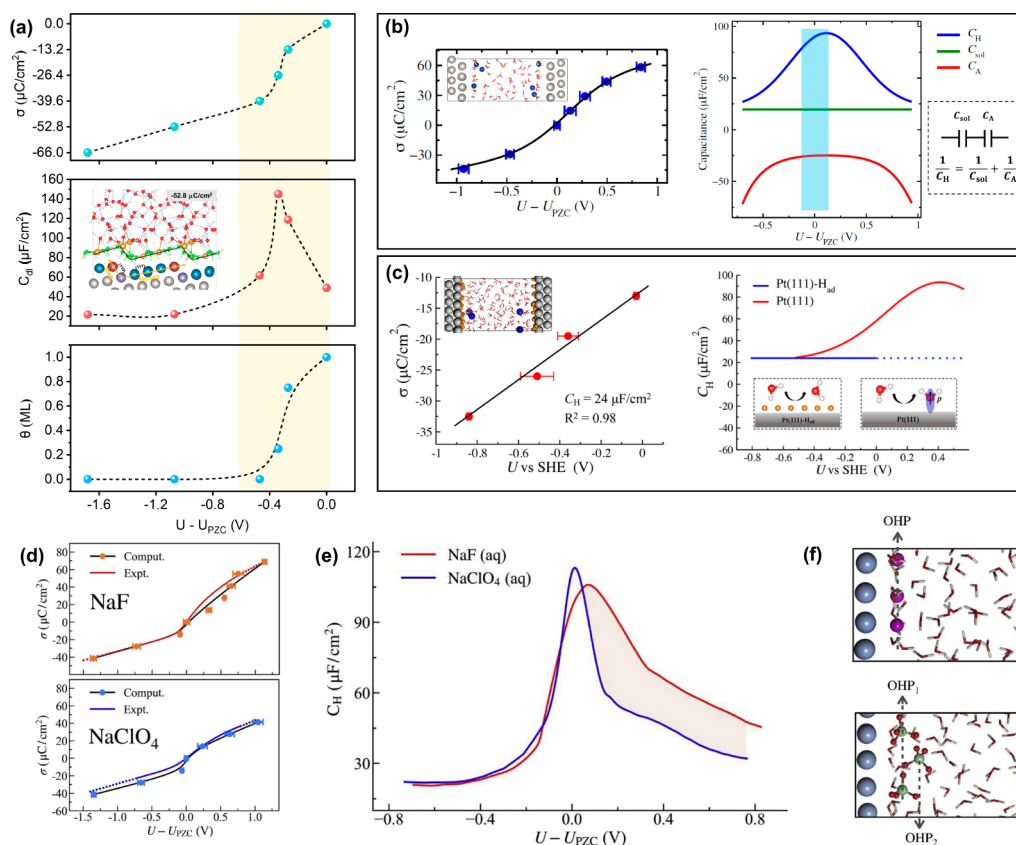 (a)
0.0
-13.2
-26.4
-39.6
-52.8
-66.0
σ (μC/cm²)
160
140
120
100
80
60
40
20
0
C_dl (μF/cm²)
-52.8 μC/cm²
1.0
0.8
0.6
0.4
0.2
0.0
θ (ML)
-1.6 -1.2 -0.8 -0.4 0.0
U - U_PZC (V)
(b)
60
30
0
−30
σ (μC/cm²)
−1 −0.5 0 0.5 1
U − U_PZC (V)
100
50
0
−50
Capacitance (μF/cm²)
−0.5 0 0.5
U − U_PZC (V)
C_H
C_sol
C_A
C_sol C_A
1/C_H = 1/C_sol + 1/C_A
(c)
-10
-15
-20
-25
-30
-35
σ (μC/cm²)
C_H = 24 μF/cm²
R² = 0.98
-1 -0.8 -0.6 -0.4 -0.2 0
U vs SHE (V)
Pt(111)-H_ad
Pt(111)
100
80
60
40
20
0
C_H (μF/cm²)
Pt(111)-H_ad
p
Pt(111)
−0.8 −0.6 −0.4 −0.2 0 0.2 0.4
U vs SHE (V)
(d)
80
60
40
20
0
-20
-40
σ (μC/cm²)
Comput.
Expt.
NaF
80
60
40
20
0
-20
-40
σ (μC/cm²)
Comput.
Expt.
NaClO₄
-1.5 -1.0 -0.5 0.0 0.5 1.0
U − U_PZC (V)
(e)
120
90
60
30
C_H (μF/cm²)
NaF (aq)
NaClO₄ (aq)
−0.8 −0.4 0.0 0.4 0.8
U − U_PZC (V)
(f)
OHP
OHP₁
OHP₂